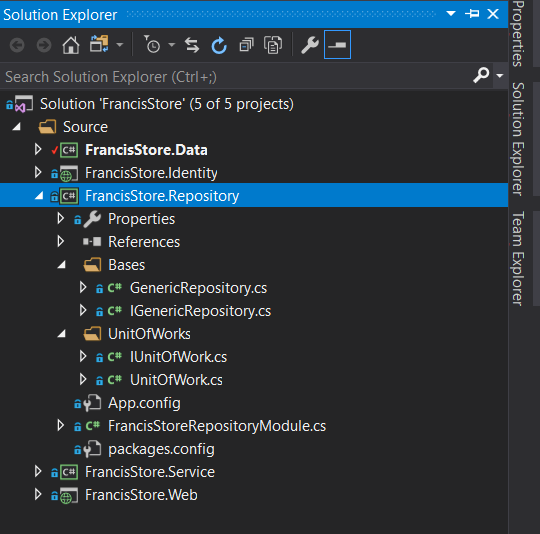 Solution Explorer
Search Solution Explorer (Ctrl+;)
Solution 'FrancisStore' (5 of 5 projects)
Source
C# FrancisStore.Data
FrancisStore.Identity
C# FrancisStore.Repository
Properties
References
Bases
C# GenericRepository.cs
C# IGenericRepository.cs
UnitOfWorks
C# IUnitOfWork.cs
C# UnitOfWork.cs
App.config
C# FrancisStoreRepositoryModule.cs
packages.config
C# FrancisStore.Service
FrancisStore.Web
Properties
Solution Explorer
Team Explorer